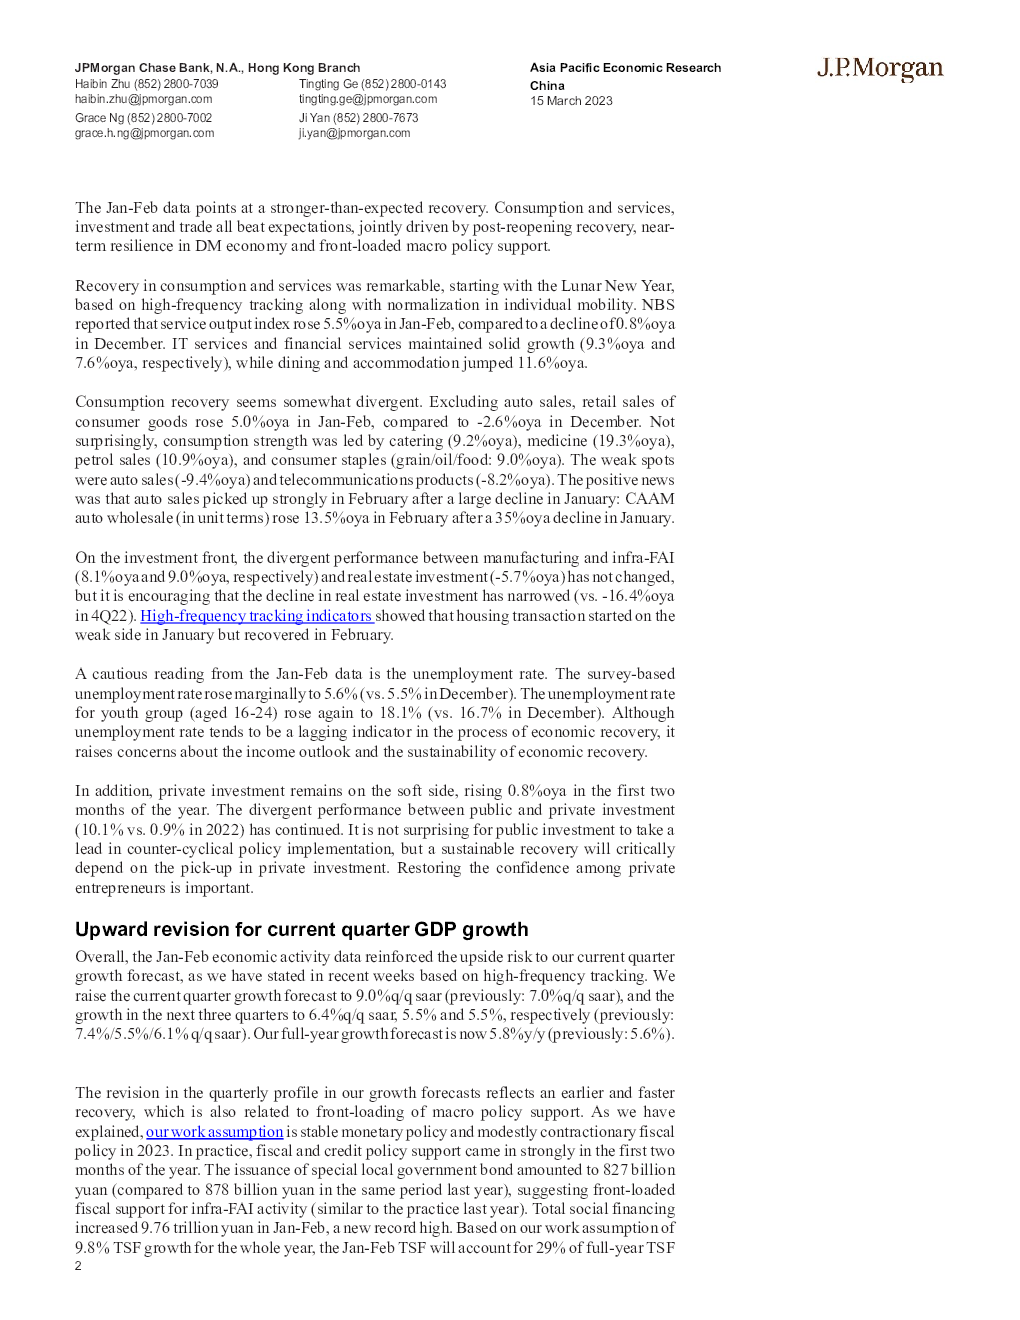 JPMorgan Chase Bank, N.A., Hong Kong Branch
Haibin Zhu (852) 2800-7039
haibin.zhu@jpmorgan.com
Grace Ng (852) 2800-7002
grace.h.ng@jpmorgan.com
Tingting Ge (852) 2800-0143
tingting.ge@jpmorgan.com
Ji Yan (852) 2800-7673
ji.yan@jpmorgan.com
Asia Pacific Economic Research
China
15 March 2023
J.P.Morgan
The Jan-Feb data points at a stronger-than-expected recovery. Consumption and services,
investment and trade all beat expectations, jointly driven by post-reopening recovery, near-
term resilience in DM economy and front-loaded macro policy support.
Recovery in consumption and services was remarkable, starting with the Lunar New Year,
based on high-frequency tracking along with normalization in individual mobility. NBS
reported that service output index rose 5.5%oya in Jan-Feb, compared to a decline of 0.8%oya
in December. IT services and financial services maintained solid growth (9.3%oya and
7.6%oya, respectively), while dining and accommodation jumped 11.6%oya.
Consumption recovery seems somewhat divergent. Excluding auto sales, retail sales of
consumer goods rose 5.0%oya in Jan-Feb, compared to -2.6%oya in December. Not
surprisingly, consumption strength was led by catering (9.2%oya), medicine (19.3%oya),
petrol sales (10.9%oya), and consumer staples (grain/oil/food: 9.0%oya). The weak spots
were auto sales (-9.4%oya) and telecommunications products (-8.2%oya). The positive news
was that auto sales picked up strongly in February after a large decline in January: CAAM
auto wholesale (in unit terms) rose 13.5%oya in February after a 35%oya decline in January.
On the investment front, the divergent performance between manufacturing and infra-FAI
(8.1%oya and 9.0%oya, respectively) and real estate investment (-5.7%oya) has not changed,
but it is encouraging that the decline in real estate investment has narrowed (vs. -16.4%oya
in 4Q22). High-frequency tracking indicators showed that housing transaction started on the
weak side in January but recovered in February.
A cautious reading from the Jan-Feb data is the unemployment rate. The survey-based
unemployment rate rose marginally to 5.6% (vs. 5.5% in December). The unemployment rate
for youth group (aged 16-24) rose again to 18.1% (vs. 16.7% in December). Although
unemployment rate tends to be a lagging indicator in the process of economic recovery, it
raises concerns about the income outlook and the sustainability of economic recovery.
In addition, private investment remains on the soft side, rising 0.8%oya in the first two
months of the year. The divergent performance between public and private investment
(10.1% vs. 0.9% in 2022) has continued. It is not surprising for public investment to take a
lead in counter-cyclical policy implementation, but a sustainable recovery will critically
depend on the pick-up in private investment. Restoring the confidence among private
entrepreneurs is important.
Upward revision for current quarter GDP growth
Overall, the Jan-Feb economic activity data reinforced the upside risk to our current quarter
growth forecast, as we have stated in recent weeks based on high-frequency tracking. We
raise the current quarter growth forecast to 9.0%q/q saar (previously: 7.0%q/q saar), and the
growth in the next three quarters to 6.4%q/q saar, 5.5% and 5.5%, respectively (previously:
7.4%/5.5%/6.1% q/q saar). Our full-year growth forecast is now 5.8%y/y (previously: 5.6%).
The revision in the quarterly profile in our growth forecasts reflects an earlier and faster
recovery, which is also related to front-loading of macro policy support. As we have
explained, our work assumption is stable monetary policy and modestly contractionary fiscal
policy in 2023. In practice, fiscal and credit policy support came in strongly in the first two
months of the year. The issuance of special local government bond amounted to 827 billion
yuan (compared to 878 billion yuan in the same period last year), suggesting front-loaded
fiscal support for infra-FAI activity (similar to the practice last year). Total social financing
increased 9.76 trillion yuan in Jan-Feb, a new record high. Based on our work assumption of
9.8% TSF growth for the whole year, the Jan-Feb TSF will account for 29% of full-year TSF
2